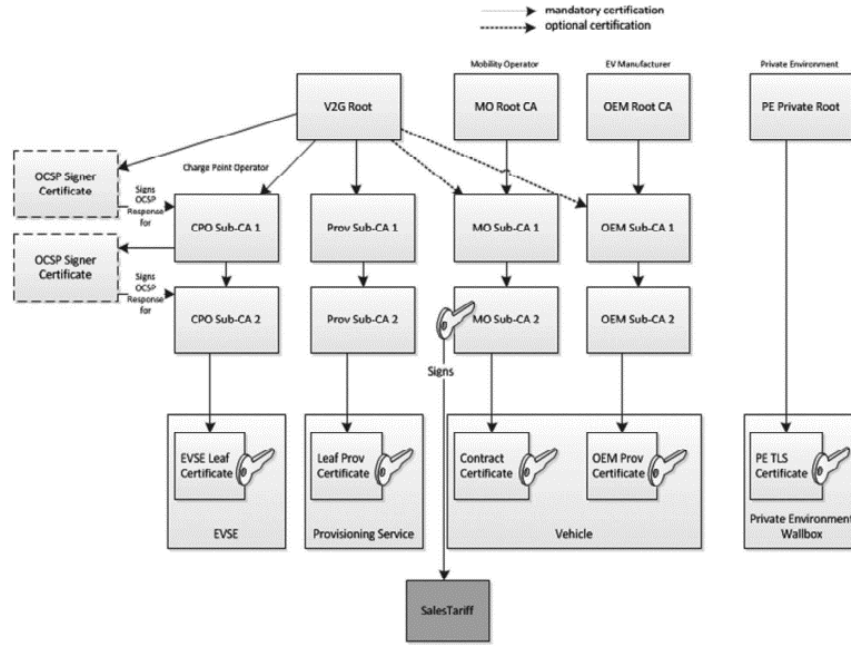 mandatory certification
optional certification
Mobility Operator
EV Manufacturer
Private Environment
V2G Root
MO Root CA
OEM Root CA
PE Private Root
OCSP Signer
Certificate
Charge Point Operator
Signs
OCSP
Response
for
CPO Sub-CA 1
Prov Sub-CA 1
MO Sub-CA 1
OEM Sub-CA 1
OCSP Signer
Certificate
Signs
OCSP
Response
for
CPO Sub-CA 2
Prov Sub-CA 2
MO Sub-CA 2
OEM Sub-CA 2
Signs
EVSE Leaf
Certificate
Leaf Prov
Certificate
Contract
Certificate
OEM Prov
Certificate
PE TLS
Certificate
EVSE
Provisioning Service
Vehicle
Private Environment
Wallbox
SalesTariff